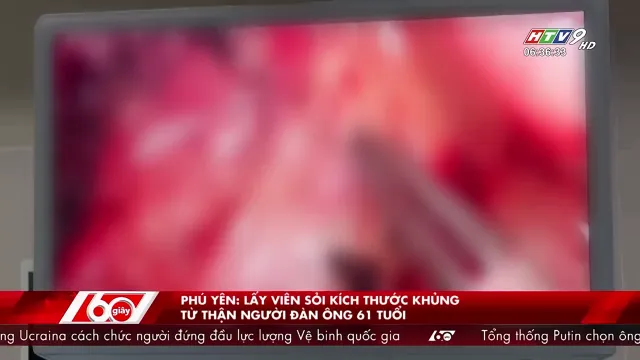 HTV9 HD
06:36:33
PHÚ YÊN: LẤY VIÊN SỎI KÍCH THƯỚC KHỦNG
TỪ THẬN NGƯỜI ĐÀN ÔNG 61 TUỔI
60 giây
ng Ucraina cách chức người đứng đầu lực lượng Vệ binh quốc gia 60 Tổng thống Putin chọn ông